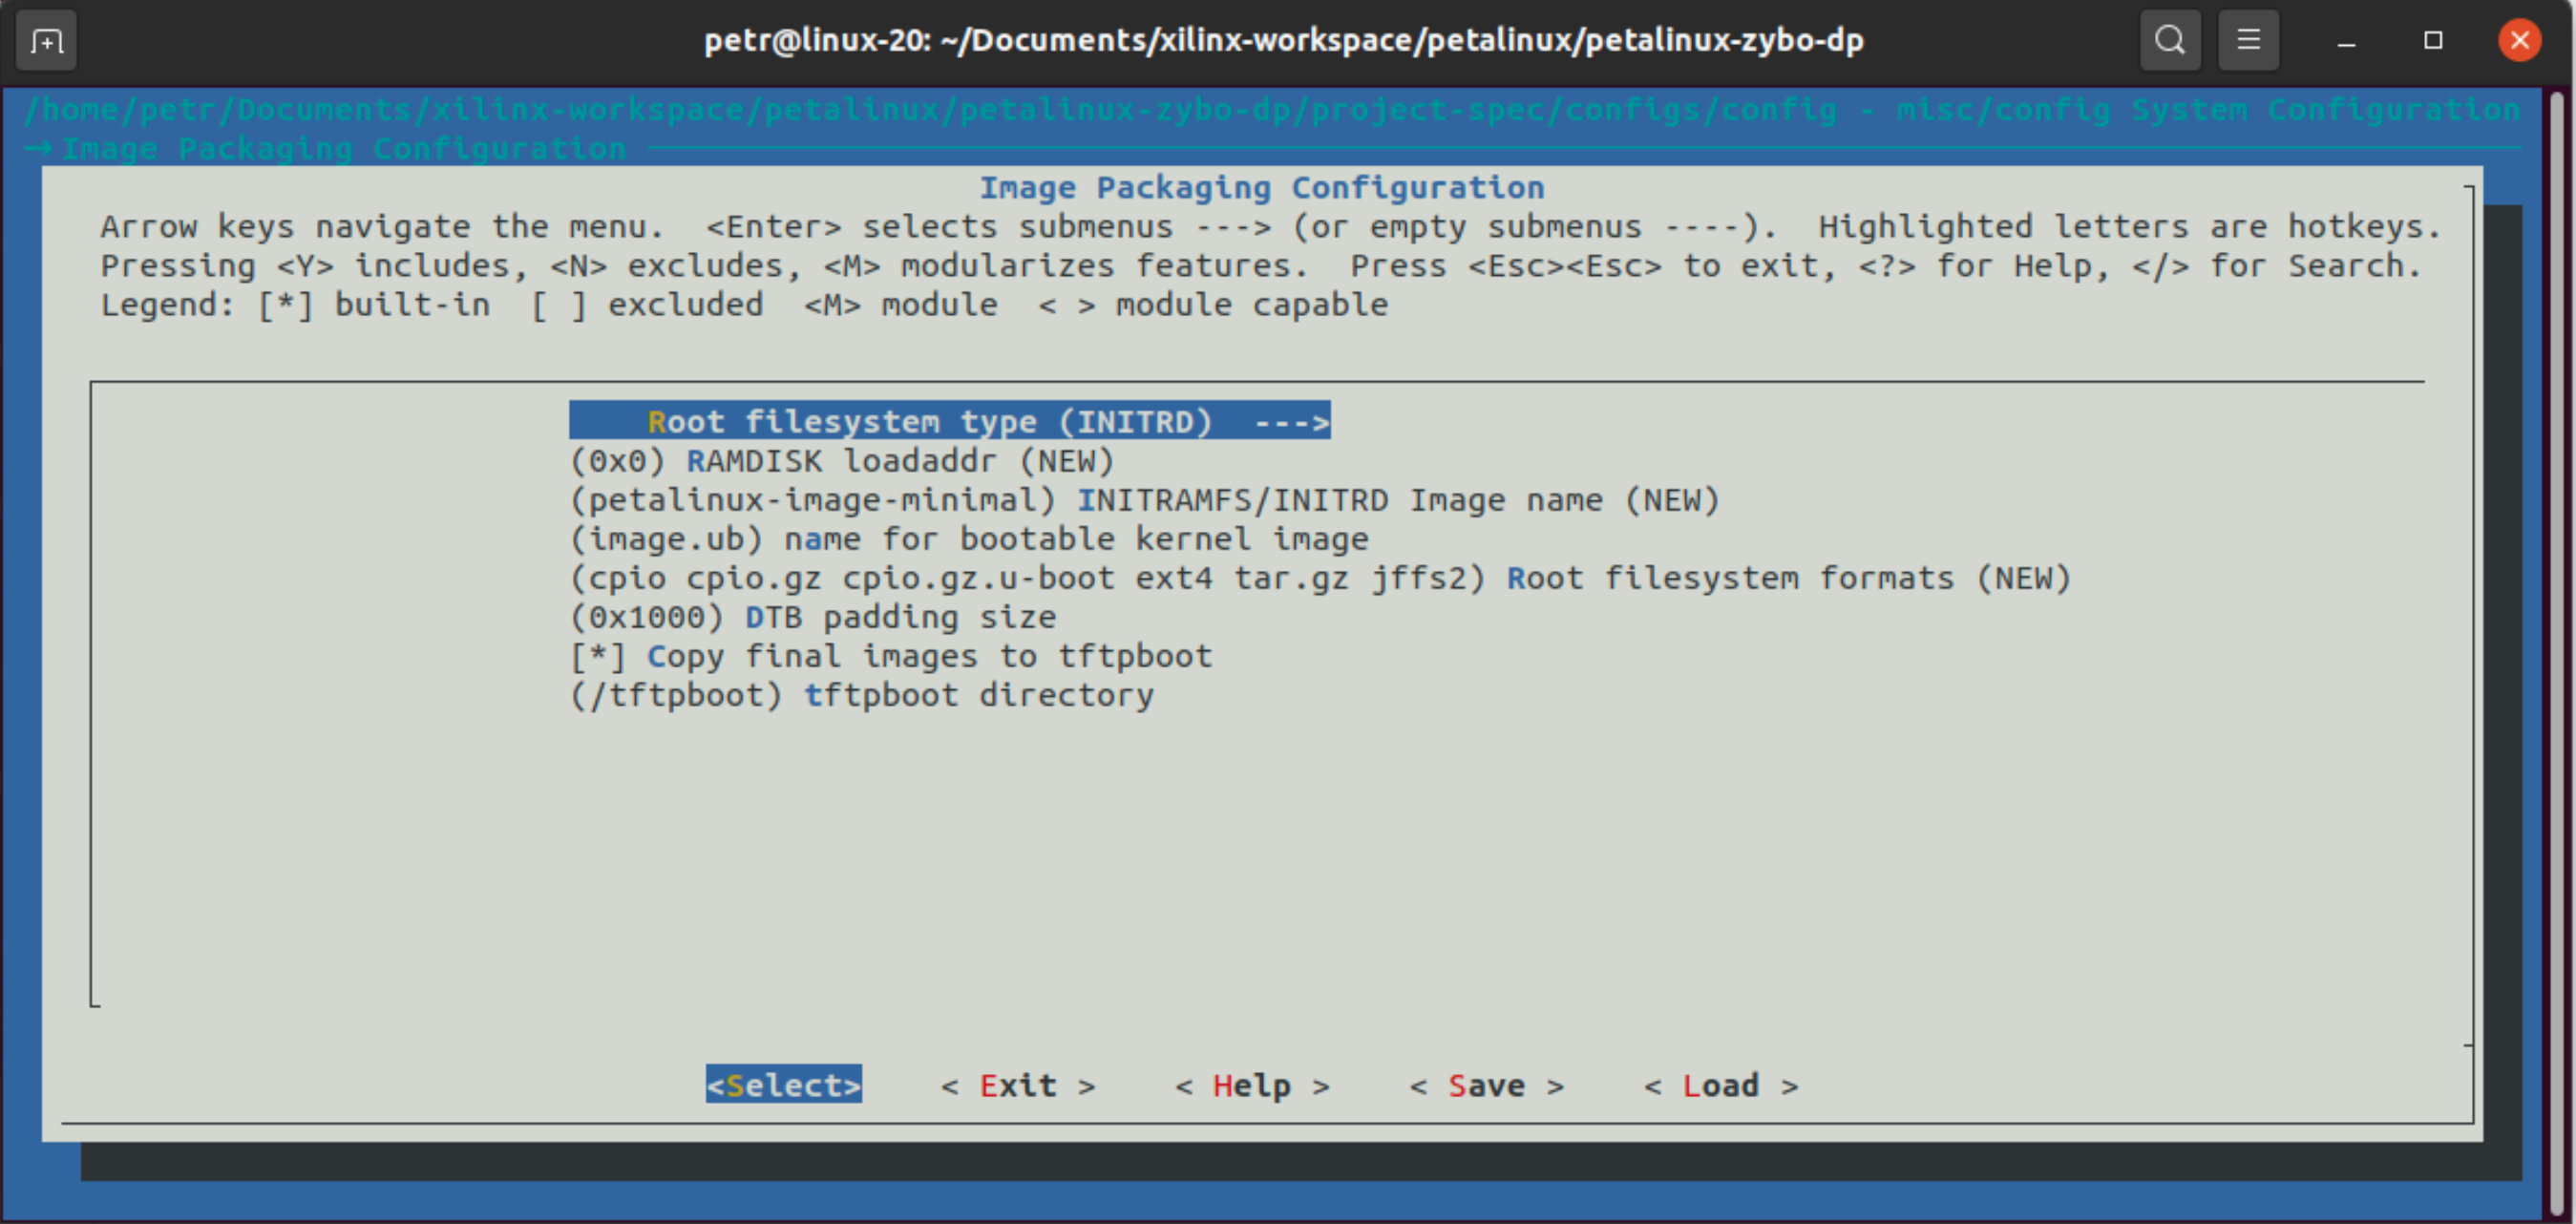 petr@linux-20: ~/Documents/xilinx-workspace/petalinux/petalinux-zybo-dp
/home/petr/Documents/xilinx-workspace/petalinux/petalinux-zybo-dp/project-spec/configs/config - misc/config System Configuration
→ Image Packaging Configuration
Image Packaging Configuration
Arrow keys navigate the menu.  <Enter> selects submenus ---> (or empty submenus ----).  Highlighted letters are hotkeys.
Pressing <Y> includes, <N> excludes, <M> modularizes features.  Press <Esc><Esc> to exit, <?> for Help, </> for Search.
Legend: [*] built-in  [ ] excluded  <M> module  < > module capable
Root filesystem type (INITRD)  --->
(0x0) RAMDISK loadaddr (NEW)
(petalinux-image-minimal) INITRAMFS/INITRD Image name (NEW)
(image.ub) name for bootable kernel image
(cpio cpio.gz cpio.gz.u-boot ext4 tar.gz jffs2) Root filesystem formats (NEW)
(0x1000) DTB padding size
[*] Copy final images to tftpboot
(/tftpboot) tftpboot directory
<Select>    < Exit >    < Help >    < Save >    < Load >